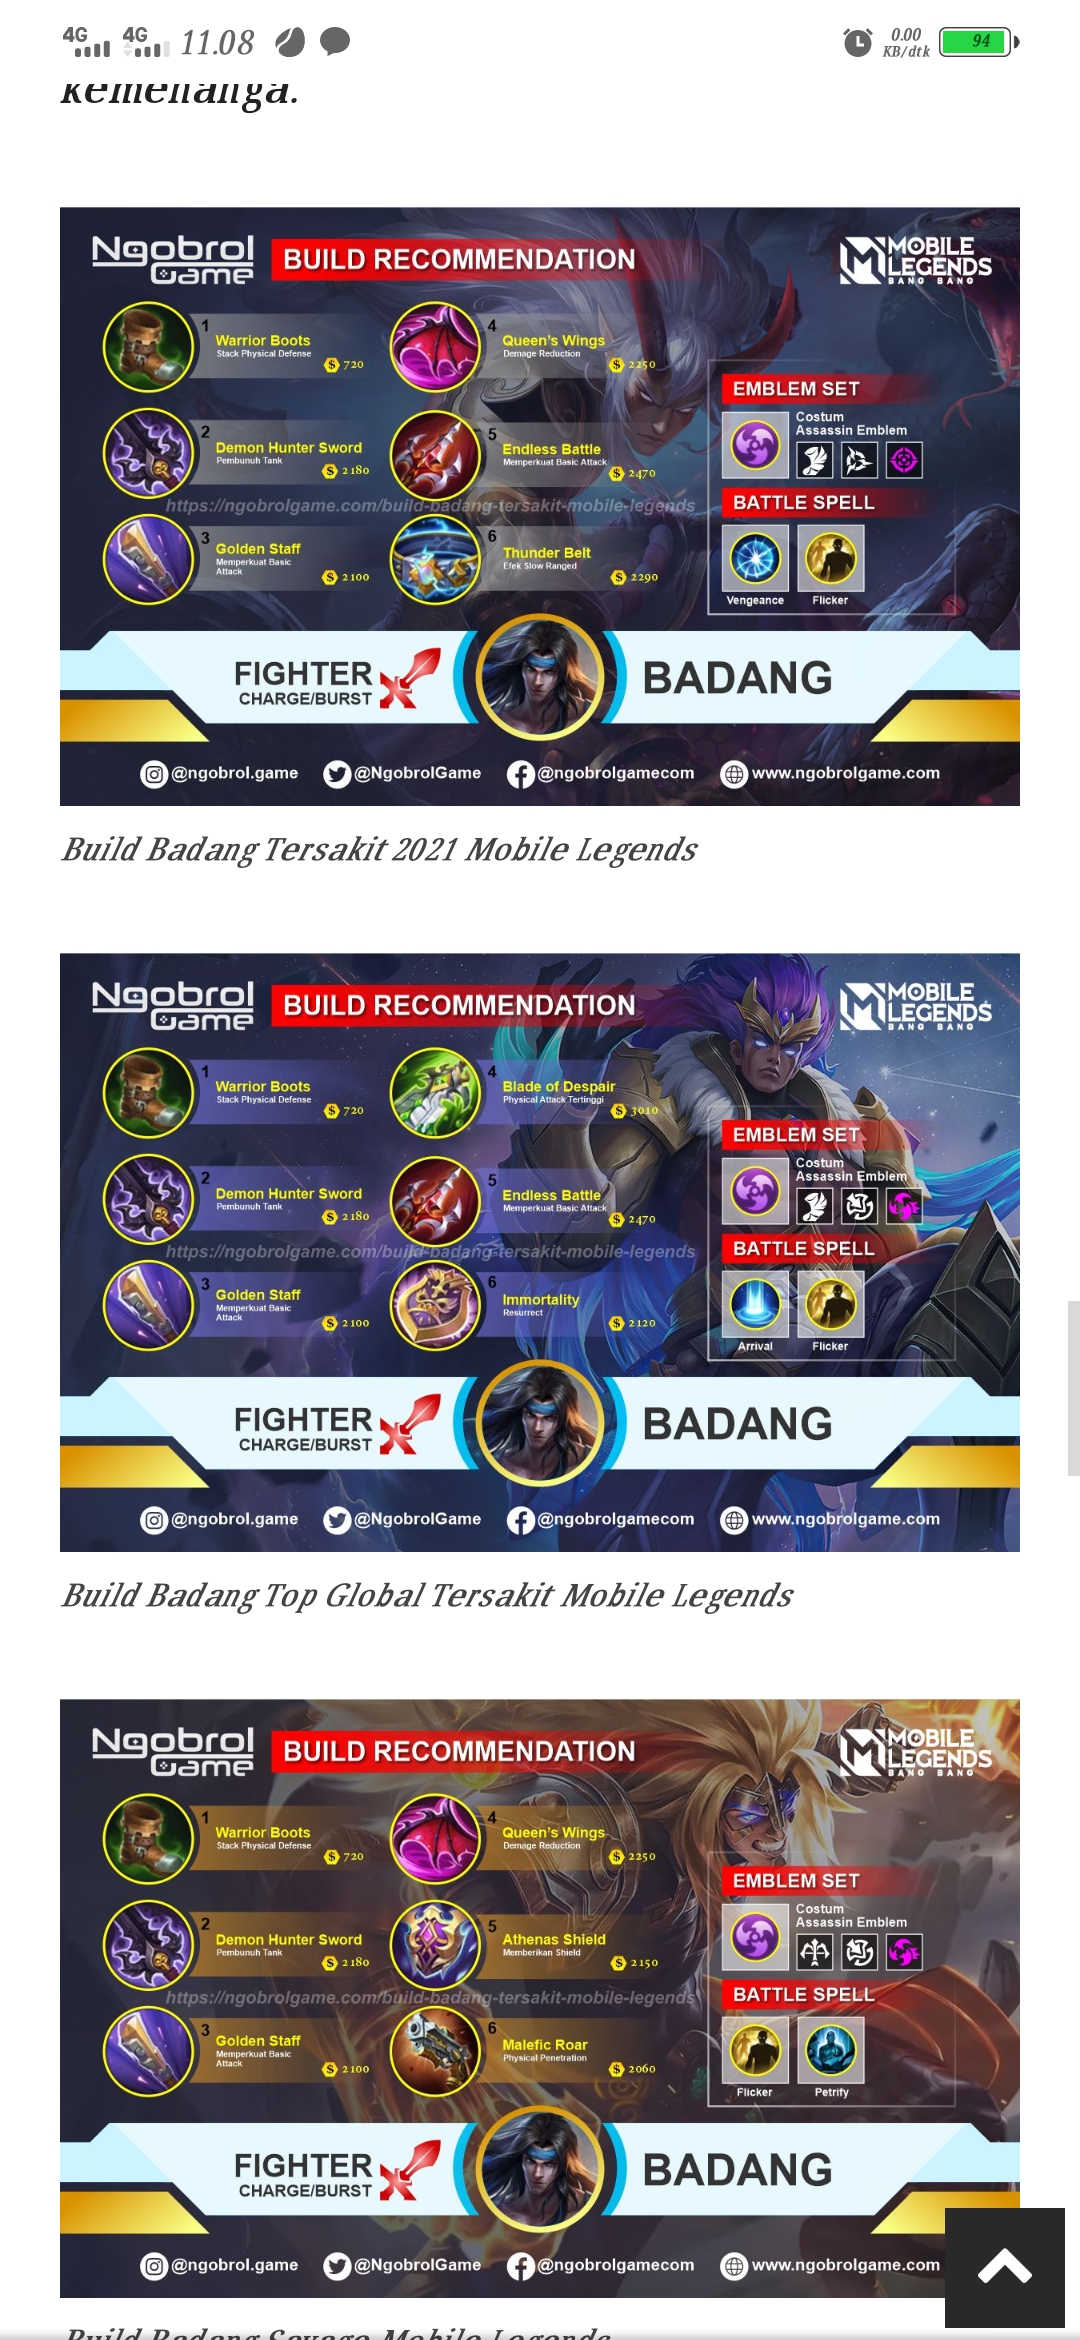 4G 4G 11.08 0.00 KB/dtk 94
kemenanga.
Ngobrol Game
BUILD RECOMMENDATION
MOBILE LEGENDS BANG BANG
1 Warrior Boots
Stack Physical Defense
720
4 Queen's Wings
Demage Reduction
2250
2 Demon Hunter Sword
Pembunuh Tank
2180
5 Endless Battle
Memperkuat Basic Attack
2470
https://ngobrolgame.com/build-badang-tersakit-mobile-legends
3 Golden Staff
Memperkuat Basic
Attack
2100
6 Thunder Belt
Efek Slow Ranged
2290
EMBLEM SET
Costum
Assassin Emblem
BATTLE SPELL
Vengeance Flicker
FIGHTER
CHARGE/BURST
BADANG
@ngobrol.game @NgobrolGame @ngobrolgamecom www.ngobrolgame.com
Build Badang Tersakit 2021 Mobile Legends
Ngobrol Game
BUILD RECOMMENDATION
MOBILE LEGENDS BANG BANG
1 Warrior Boots
Stack Physical Defense
720
4 Blade of Despair
Physical Attack Tertinggi
3010
2 Demon Hunter Sword
Pembunuh Tank
2180
5 Endless Battle
Memperkuat Basic Attack
2470
https://ngobrolgame.com/build-badang-tersakit-mobile-legends
3 Golden Staff
Memperkuat Basic
Attack
2100
6 Immortality
Resurrect
2120
EMBLEM SET
Costum
Assassin Emblem
BATTLE SPELL
Arrival Flicker
FIGHTER
CHARGE/BURST
BADANG
@ngobrol.game @NgobrolGame @ngobrolgamecom www.ngobrolgame.com
Build Badang Top Global Tersakit Mobile Legends
Ngobrol Game
BUILD RECOMMENDATION
MOBILE LEGENDS BANG BANG
1 Warrior Boots
Stack Physical Defense
720
4 Queen's Wings
Demage Reduction
2250
2 Demon Hunter Sword
Pembunuh Tank
2180
5 Athenas Shield
Memberikan Shield
2150
https://ngobrolgame.com/build-badang-tersakit-mobile-legends
3 Golden Staff
Memperkuat Basic
Attack
2100
6 Malefic Roar
Physical Penetration
2060
EMBLEM SET
Costum
Assassin Emblem
BATTLE SPELL
Flicker Petrify
FIGHTER
CHARGE/BURST
BADANG
@ngobrol.game @NgobrolGame @ngobrolgamecom www.ngobrolgame.com
Build Badang Savage Mobile Legends